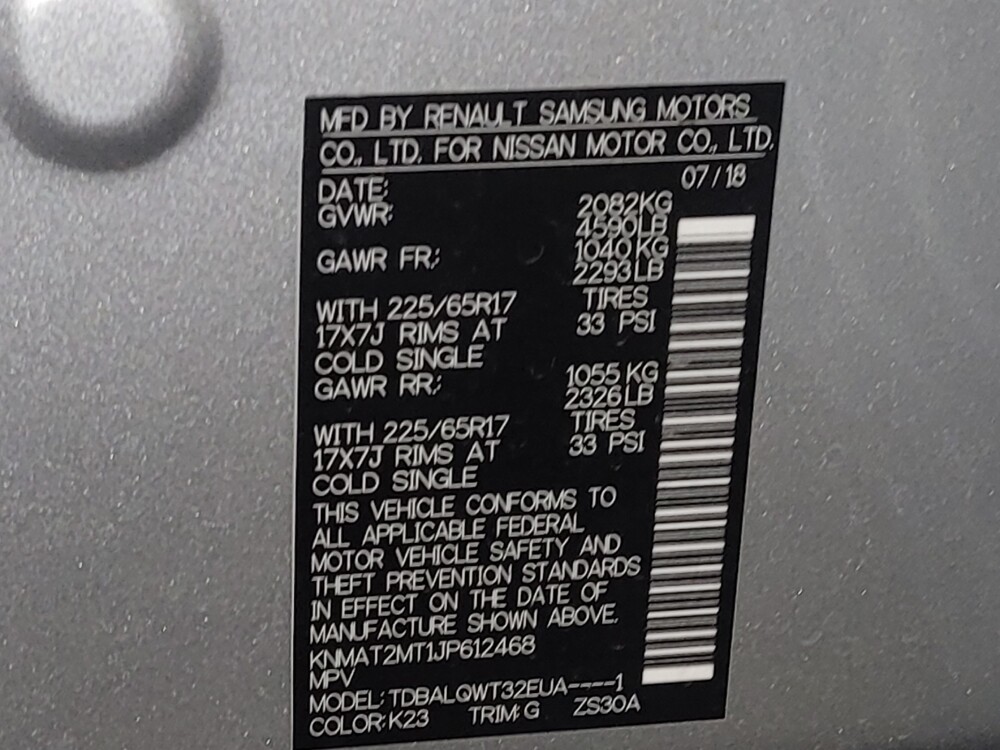 MFD BY RENAULT SAMSUNG MOTORS
CO., LTD. FOR NISSAN MOTOR CO., LTD.
DATE: 07/18
GVWR: 2082KG
4590LB
GAWR FR: 1040KG
2293LB
WITH 225/65R17 TIRES
17X7J RIMS AT 33 PSI
COLD SINGLE
GAWR RR: 1055KG
2326LB
WITH 225/65R17 TIRES
17X7J RIMS AT 33 PSI
COLD SINGLE
THIS VEHICLE CONFORMS TO
ALL APPLICABLE FEDERAL
MOTOR VEHICLE SAFETY AND
THEFT PREVENTION STANDARDS
IN EFFECT ON THE DATE OF
MANUFACTURE SHOWN ABOVE.
KNMAT2MT1JP612468
MPV
MODEL: TDBALQWT32EUA----1
COLOR:K23 TRIM:G ZS30A